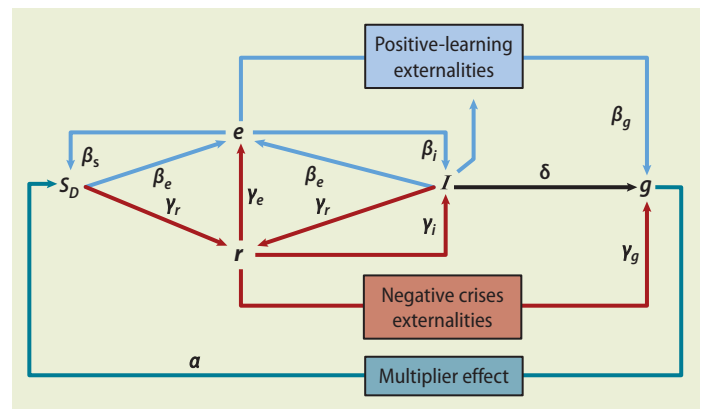 Positive-learning
externalities
β_g
e
β_s
β_i
S_D
β_e
γ_e
β_e
I
δ
g
γ_r
γ_r
γ_i
r
γ_g
Negative crises
externalities
a
Multiplier effect